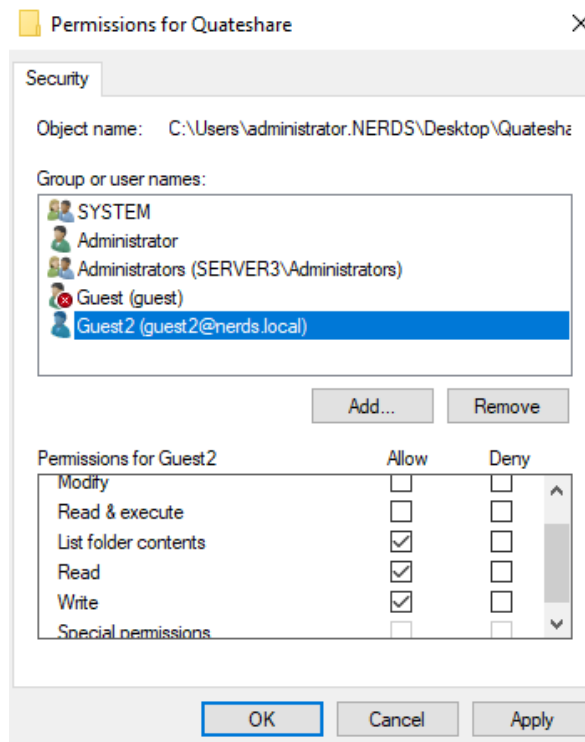 Permissions for Quateshare
Security
Object name: C:\Users\administrator.NERDS\Desktop\Quatesha
Group or user names:
SYSTEM
Administrator
Administrators (SERVER3\Administrators)
Guest (guest)
Guest2 (guest2@nerds.local)
Add... Remove
Permissions for Guest2 Allow Deny
Modify
Read & execute
List folder contents
Read
Write
Special permissions
OK Cancel Apply